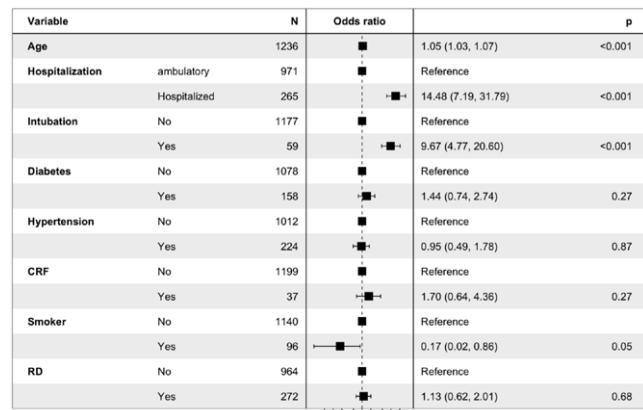 Variable N Odds ratio p
Age 1236 1.05 (1.03, 1.07) <0.001
Hospitalization ambulatory 971 Reference
Hospitalized 265 14.48 (7.19, 31.79) <0.001
Intubation No 1177 Reference
Yes 59 9.67 (4.77, 20.60) <0.001
Diabetes No 1078 Reference
Yes 158 1.44 (0.74, 2.74) 0.27
Hypertension No 1012 Reference
Yes 224 0.95 (0.49, 1.78) 0.87
CRF No 1199 Reference
Yes 37 1.70 (0.64, 4.36) 0.27
Smoker No 1140 Reference
Yes 96 0.17 (0.02, 0.86) 0.05
RD No 964 Reference
Yes 272 1.13 (0.62, 2.01) 0.68